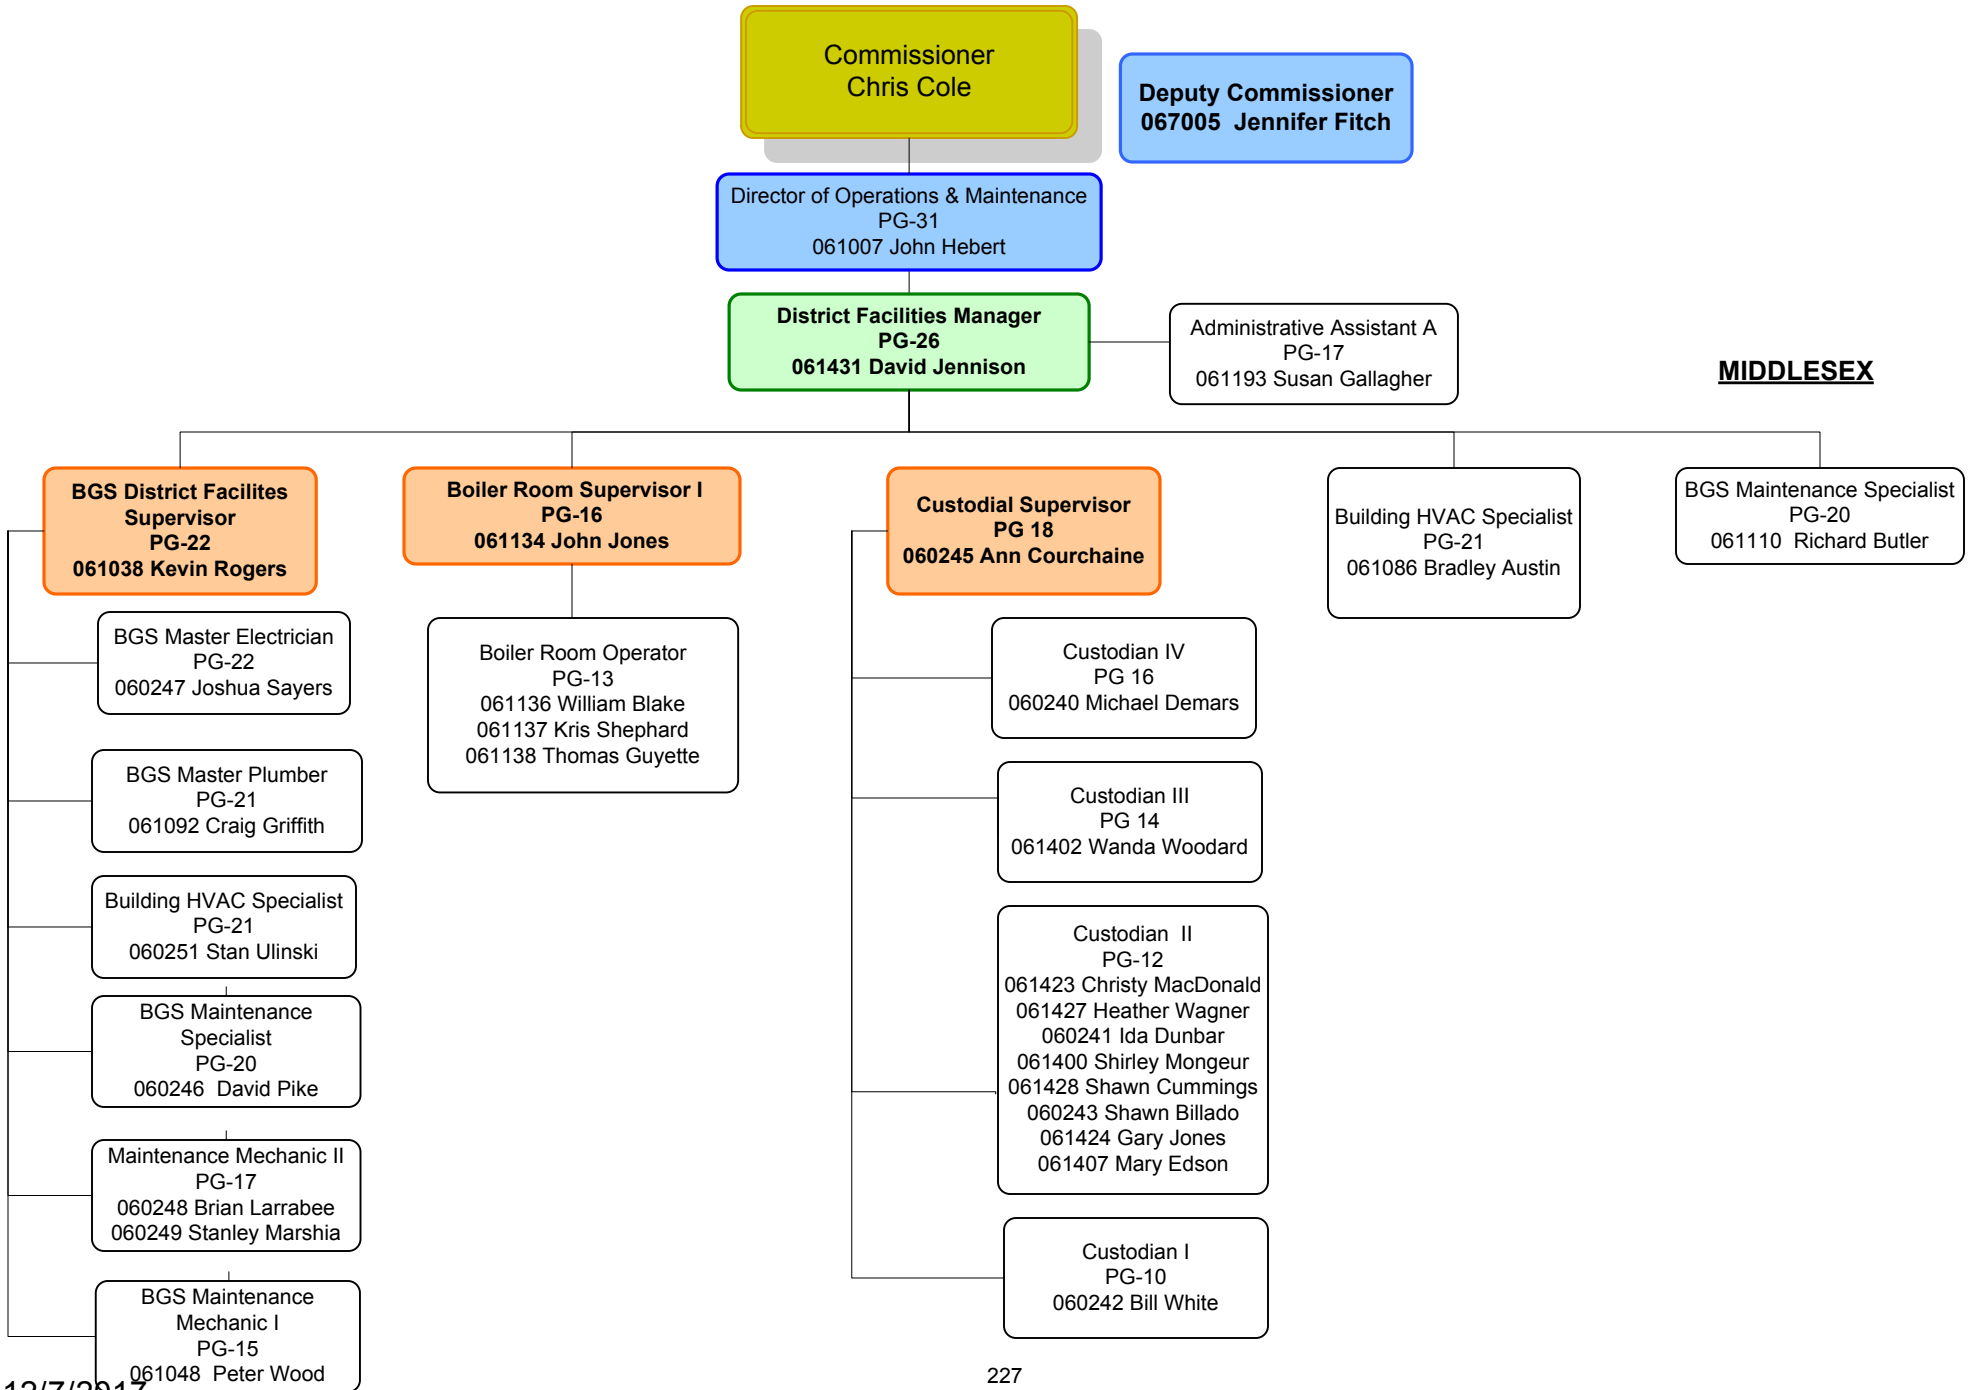 Commissioner
Chris Cole
Deputy Commissioner
067005  Jennifer Fitch
Director of Operations & Maintenance
PG-31
061007 John Hebert
District Facilities Manager
PG-26
061431 David Jennison
Administrative Assistant A
PG-17
061193 Susan Gallagher
MIDDLESEX
BGS District Facilites
Supervisor
PG-22
061038 Kevin Rogers
Boiler Room Supervisor I
PG-16
061134 John Jones
Custodial Supervisor
PG 18
060245 Ann Courchaine
Building HVAC Specialist
PG-21
061086 Bradley Austin
BGS Maintenance Specialist
PG-20
061110  Richard Butler
BGS Master Electrician
PG-22
060247 Joshua Sayers
BGS Master Plumber
PG-21
061092 Craig Griffith
Building HVAC Specialist
PG-21
060251 Stan Ulinski
BGS Maintenance
Specialist
PG-20
060246  David Pike
Maintenance Mechanic II
PG-17
060248 Brian Larrabee
060249 Stanley Marshia
BGS Maintenance
Mechanic I
PG-15
061048  Peter Wood
Boiler Room Operator
PG-13
061136 William Blake
061137 Kris Shephard
061138 Thomas Guyette
Custodian IV
PG 16
060240 Michael Demars
Custodian III
PG 14
061402 Wanda Woodard
Custodian  II
PG-12
061423 Christy MacDonald
061427 Heather Wagner
060241 Ida Dunbar
061400 Shirley Mongeur
061428 Shawn Cummings
060243 Shawn Billado
061424 Gary Jones
061407 Mary Edson
Custodian I
PG-10
060242 Bill White
12/7/2017
227